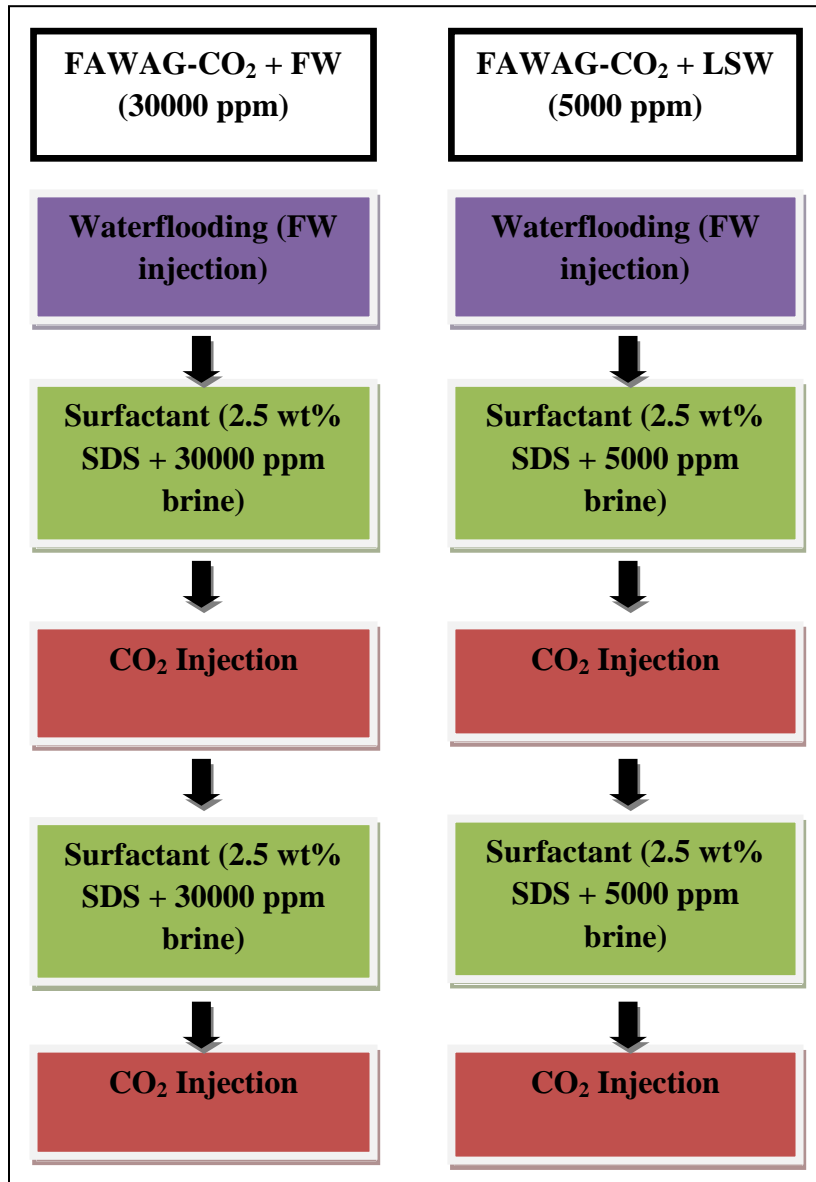 FAWAG-CO₂ + FW
(30000 ppm)
Waterflooding (FW
injection)
Surfactant (2.5 wt%
SDS + 30000 ppm
brine)
CO₂ Injection
Surfactant (2.5 wt%
SDS + 30000 ppm
brine)
CO₂ Injection
FAWAG-CO₂ + LSW
(5000 ppm)
Waterflooding (FW
injection)
Surfactant (2.5 wt%
SDS + 5000 ppm
brine)
CO₂ Injection
Surfactant (2.5 wt%
SDS + 5000 ppm
brine)
CO₂ Injection